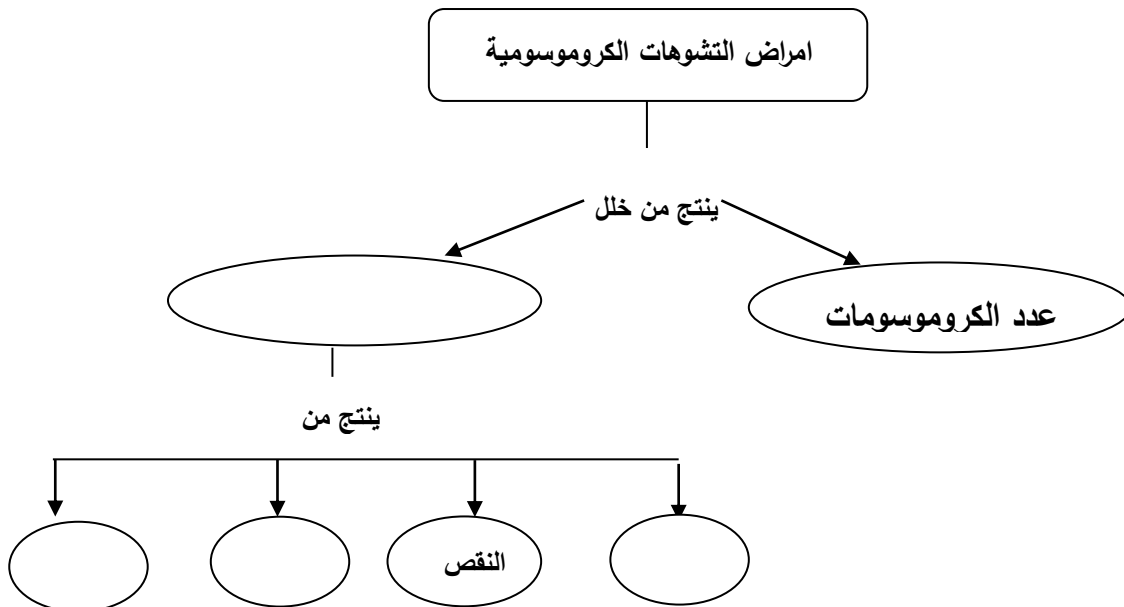 امراض التشوهات الكروموسومية
ينتج من خلل
عدد الكروموسومات
ينتج من
النقص